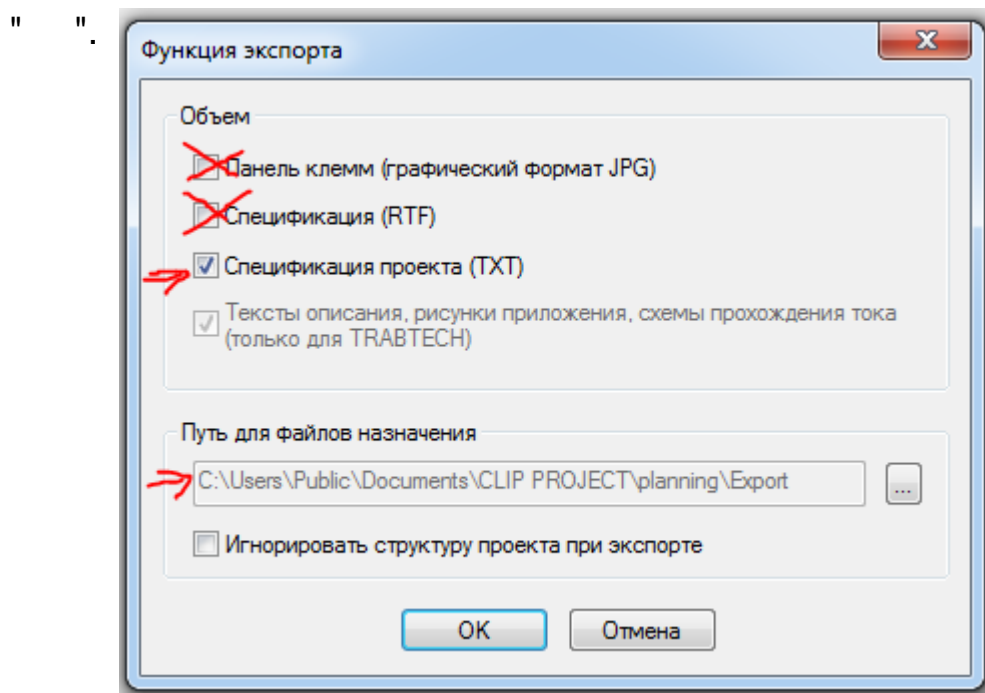 " ".
Функция экспорта
Объем
Панель клемм (графический формат JPG)
Спецификация (RTF)
Спецификация проекта (TXT)
Тексты описания, рисунки приложения, схемы прохождения тока
(только для TRABTECH)
Путь для файлов назначения
C:\Users\Public\Documents\CLIP PROJECT\planning\Export
...
Игнорировать структуру проекта при экспорте
OK Отмена